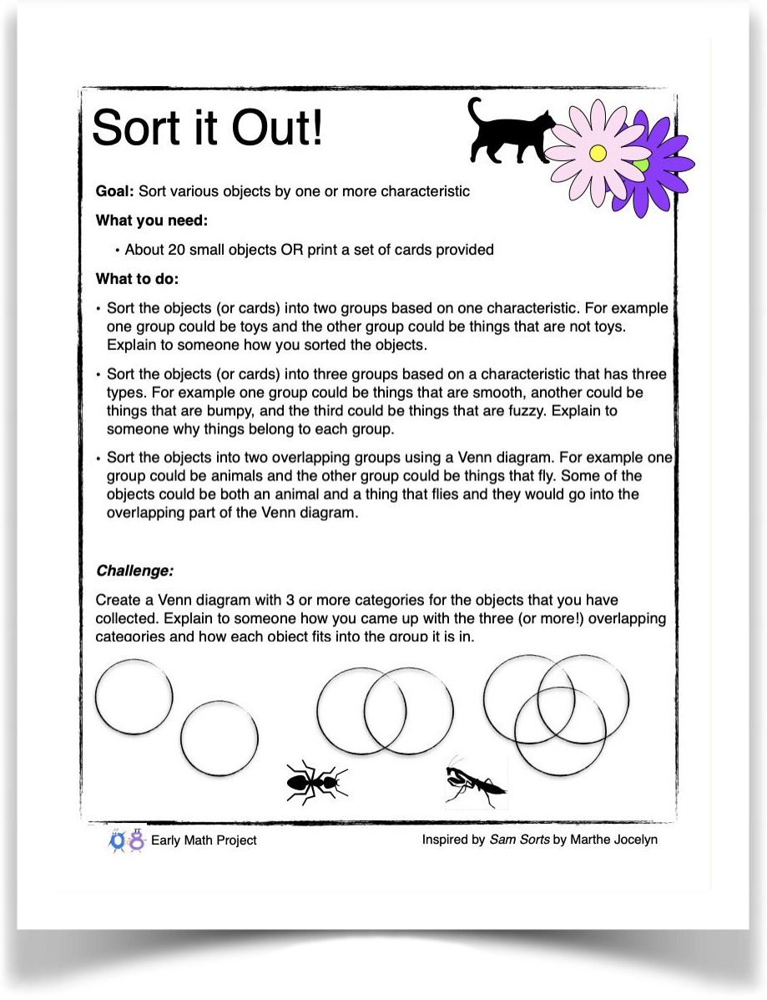 Sort it Out!
Goal: Sort various objects by one or more characteristic
What you need:
• About 20 small objects OR print a set of cards provided
What to do:
• Sort the objects (or cards) into two groups based on one characteristic. For example
one group could be toys and the other group could be things that are not toys.
Explain to someone how you sorted the objects.
• Sort the objects (or cards) into three groups based on a characteristic that has three
types. For example one group could be things that are smooth, another could be
things that are bumpy, and the third could be things that are fuzzy. Explain to
someone why things belong to each group.
• Sort the objects into two overlapping groups using a Venn diagram. For example one
group could be animals and the other group could be things that fly. Some of the
objects could be both an animal and a thing that flies and they would go into the
overlapping part of the Venn diagram.
Challenge:
Create a Venn diagram with 3 or more categories for the objects that you have
collected. Explain to someone how you came up with the three (or more!) overlapping
categories and how each object fits into the group it is in.
Early Math Project
Inspired by Sam Sorts by Marthe Jocelyn